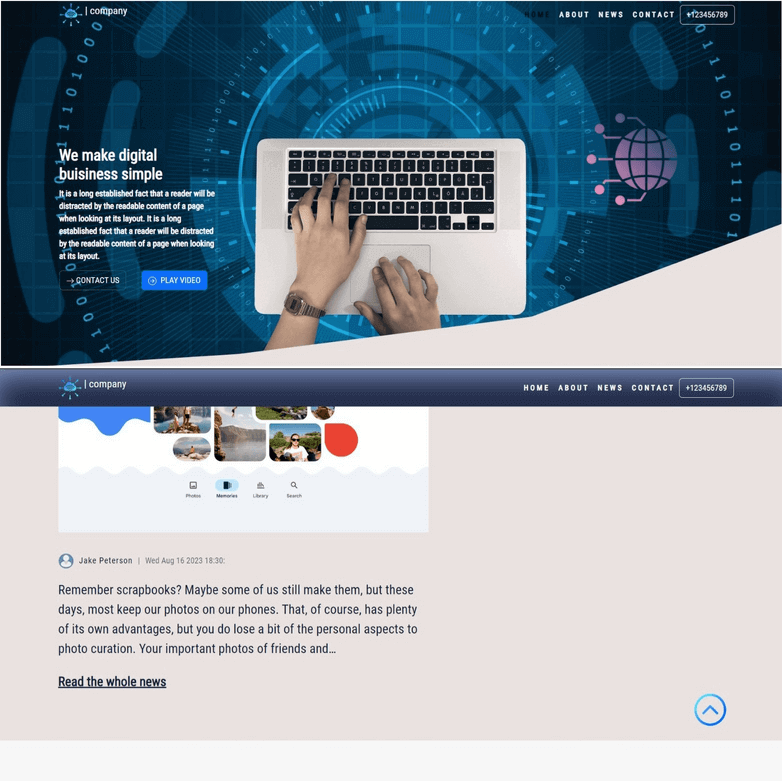 | company
HOME ABOUT NEWS CONTACT +123456789
We make digital
buisiness simple
It is a long established fact that a reader will be
distracted by the readable content of a page
when looking at its layout. It is a long
established fact that a reader will be distracted
by the readable content of a page when looking
at its layout.
CONTACT US PLAY VIDEO
| company
HOME ABOUT NEWS CONTACT +123456789
Photos Memories Library Search
Jake Peterson | Wed Aug 16 2023 18:30:
Remember scrapbooks? Maybe some of us still make them, but these
days, most keep our photos on our phones. That, of course, has plenty
of its own advantages, but you do lose a bit of the personal aspects to
photo curation. Your important photos of friends and…
Read the whole news